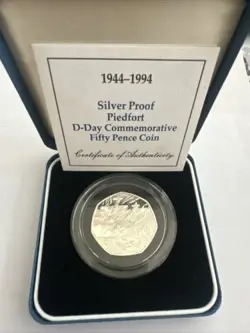 1944-1994
Silver Proof
Piedfort
D-Day Commemorative
Fifty Pence Coin
Certificate of Authenticity